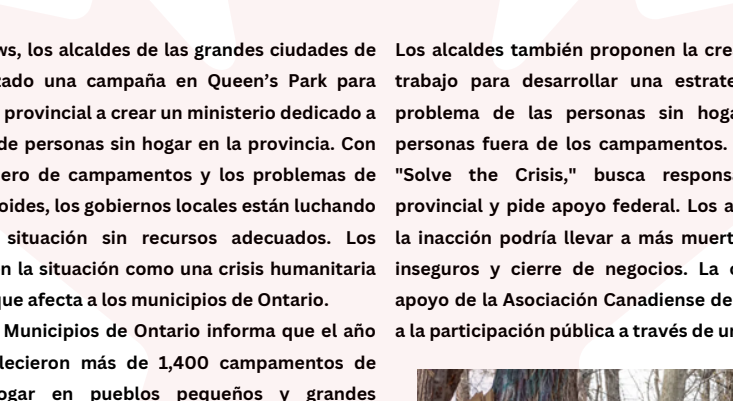 ws, los alcaldes de las grandes ciudades de
tado una campaña en Queen’s Park para
provincial a crear un ministerio dedicado a
de personas sin hogar en la provincia. Con
ero de campamentos y los problemas de
oides, los gobiernos locales están luchando
situación sin recursos adecuados. Los
n la situación como una crisis humanitaria
que afecta a los municipios de Ontario.
Municipios de Ontario informa que el año
lecieron más de 1,400 campamentos de
ogar en pueblos pequeños y grandes
Los alcaldes también proponen la cre
trabajo para desarrollar una estrate
problema de las personas sin hoga
personas fuera de los campamentos.
"Solve the Crisis," busca respons
provincial y pide apoyo federal. Los a
la inacción podría llevar a más muert
inseguros y cierre de negocios. La
apoyo de la Asociación Canadiense de
a la participación pública a través de u